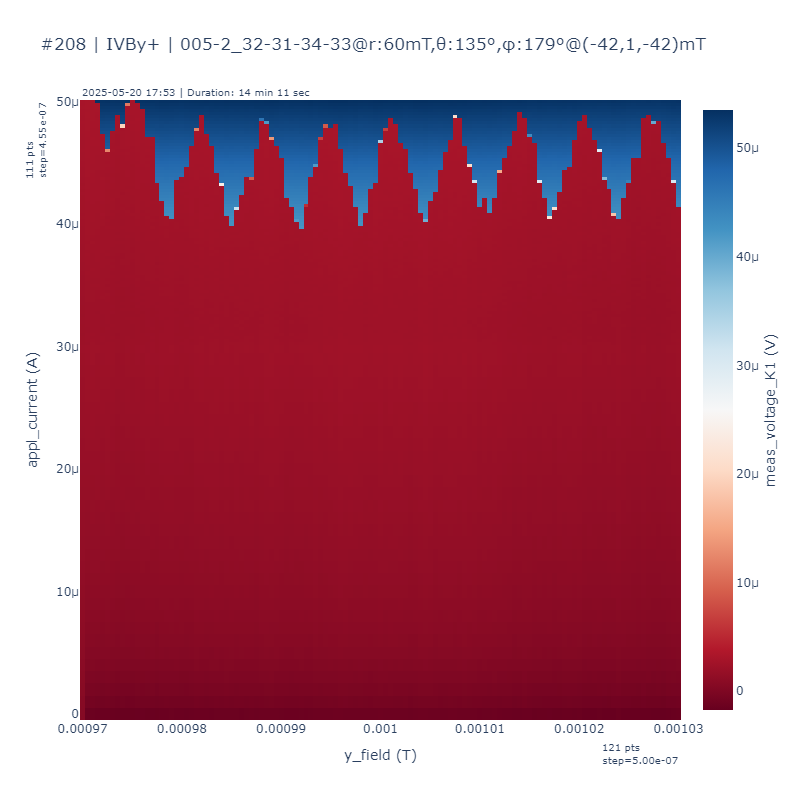 #208 | IVBy+ | 005-2_32-31-34-33@r:60mT,θ:135°,φ:179°@(-42,1,-42)mT
2025-05-20 17:53 | Duration: 14 min 11 sec
111 pts
step=4.55e-07
50μ
40μ
30μ
20μ
10μ
0
appl_current (A)
0.00097
0.00098
0.00099
0.001
0.00101
0.00102
0.00103
y_field (T)
121 pts
step=5.00e-07
50μ
40μ
30μ
20μ
10μ
0
meas_voltage_K1 (V)